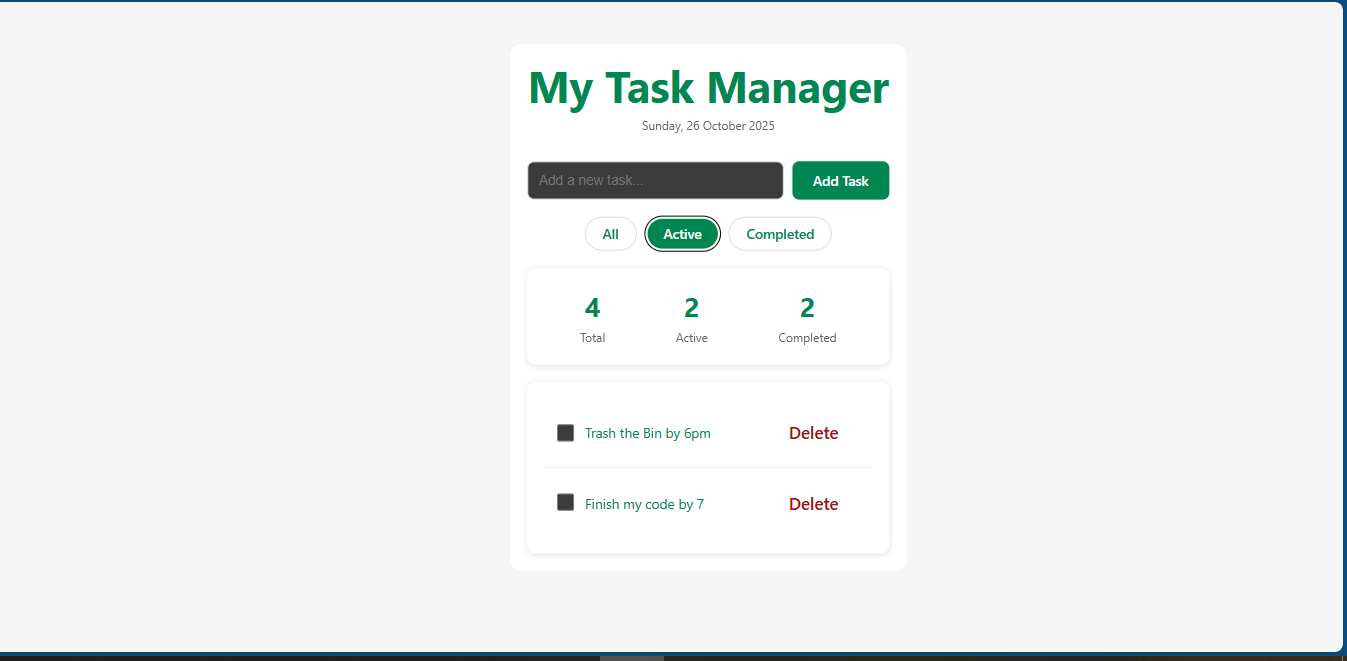 My Task Manager
Sunday, 26 October 2025
Add a new task... Add Task
All Active Completed
4 2 2
Total Active Completed
Trash the Bin by 6pm Delete
Finish my code by 7 Delete